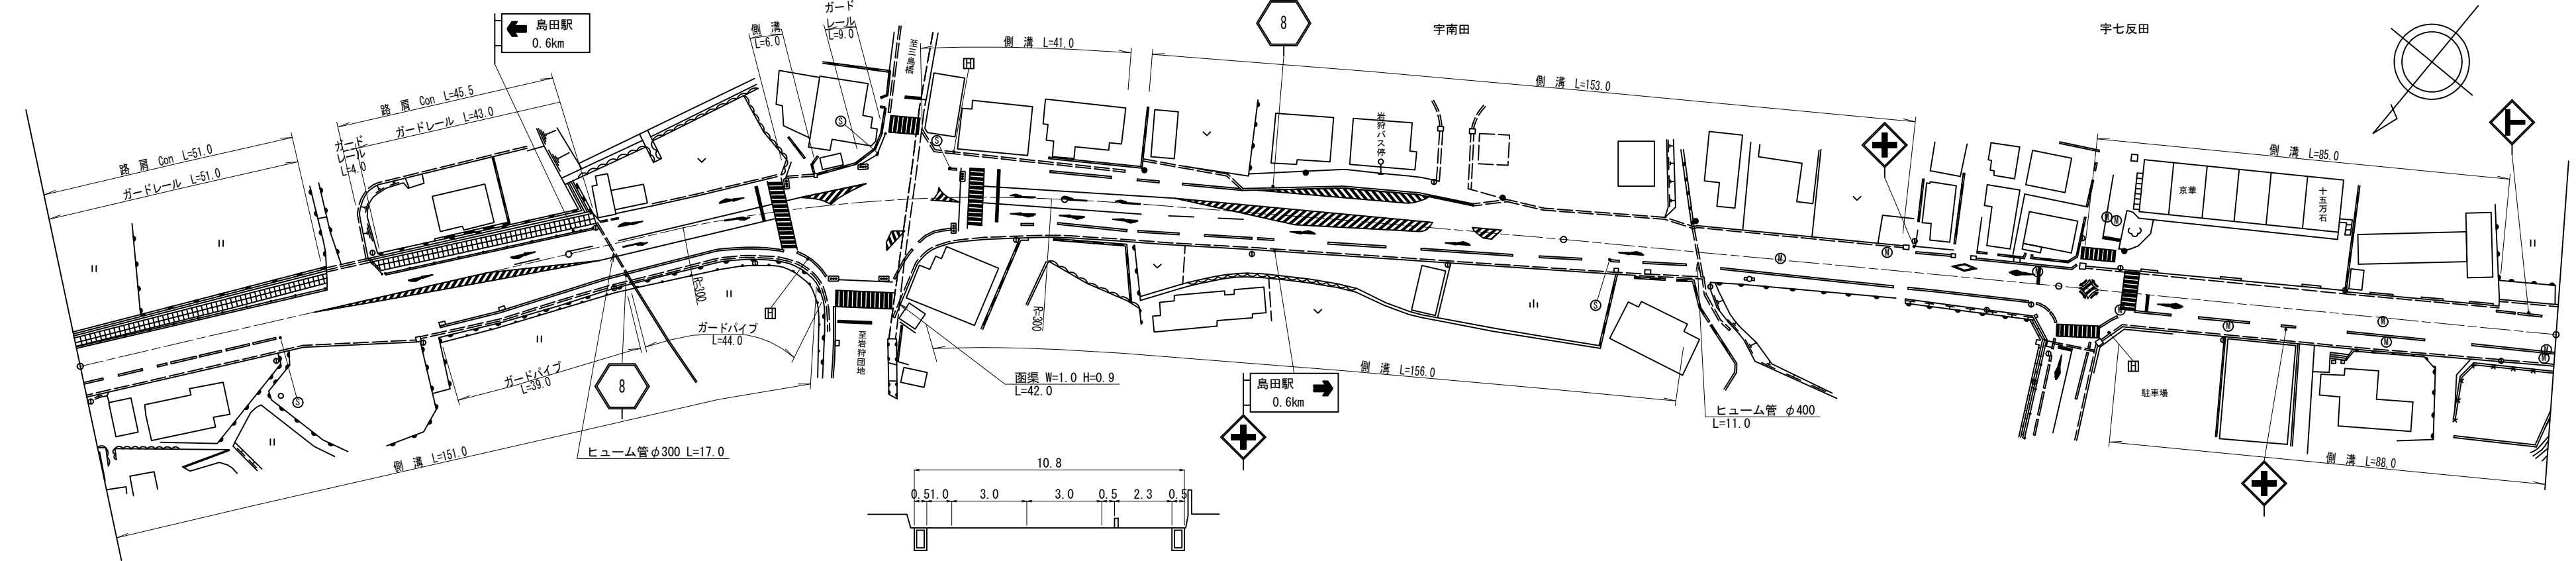 島田駅
0.6km
ガード
レール
L=9.0
側 溝
L=6.0
至三島橋
側 溝 L=41.0
H
8
字南田
字七反田
側 溝 L=153.0
路 肩 Con L=45.5
ガードレール L=43.0
ガード
レール
L=4.0
路 肩 Con L=51.0
ガードレール L=51.0
S
S
岩狩バス停
側 溝 L=85.0
京華
十五万石
M
M
M
M
M
R=300
R=300
H
ガードパイプ
L=44.0
ガードパイプ
L=39.0
8
至岩狩団地
函渠 W=1.0 H=0.9
L=42.0
側 溝 L=156.0
島田駅
0.6km
S
S
ヒューム管 φ400
L=11.0
M
M
M
M
M
M
H
駐車場
側 溝 L=88.0
側 溝 L=151.0
ヒューム管φ300 L=17.0
10.8
0.5
1.0
3.0
3.0
0.5
2.3
0.5